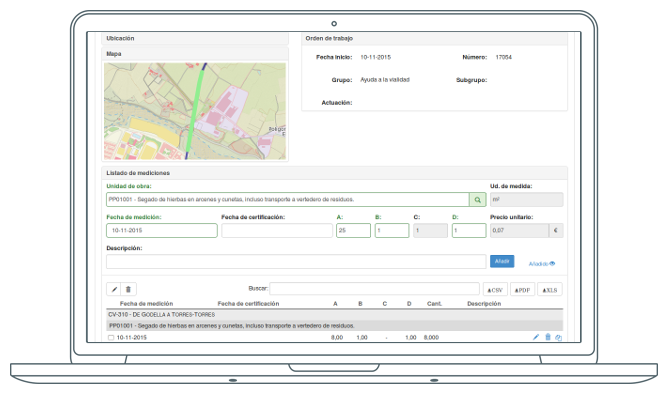 Ubicación
Orden de trabajo
Mapa
Fecha Inicio: 10-11-2015 Número: 17054
Grupo: Ayuda a la vialidad Subgrupo:
Actuación:
Listado de mediciones
Unidad de obra: Ud. de medida:
PP01001 - Segado de hierbas en arcenes y cunetas, incluso transporte a vertedero de residuos. m²
Fecha de medición: Fecha de certificación: A: B: C: D: Precio unitario:
10-11-2015 25 1 1 1 0,07 €
Descripción:
Añadir Añadido
Buscar: CSV PDF XLS
Fecha de medición Fecha de certificación A B C D Cant. Descripción
CV-310 - DE GODELLA A TORRES-TORRES
PP01001 - Segado de hierbas en arcenes y cunetas, incluso transporte a vertedero de residuos.
10-11-2015 8,00 1,00 - 1,00 8,000